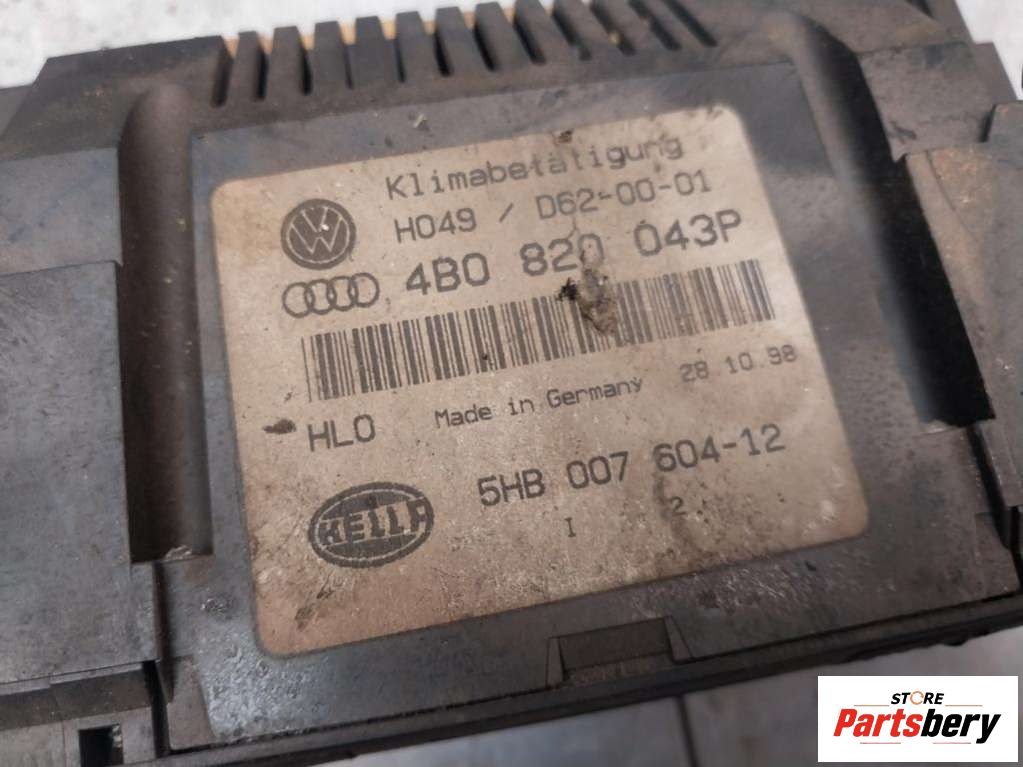 Klimabetätigung
H049 / D62-00-01
4B0 820 043P
HLO Made in Germany 28 10.98
HELLA
5HB 007 604-12
I 2
STORE
Partsbery